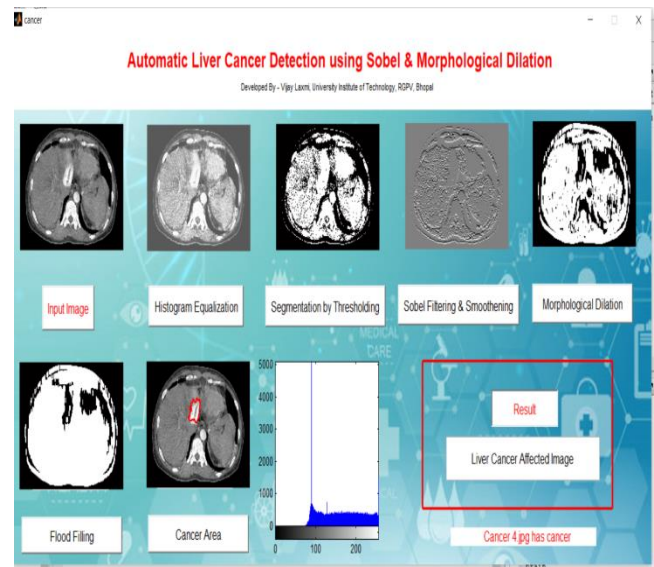 cancer
Automatic Liver Cancer Detection using Sobel & Morphological Dilation
Developed By - Vijay Laxmi, University Institute of Technology, RGPV, Bhopal
Input Image
Histogram Equalization
Segmentation by Thresholding
Sobel Filtering & Smoothening
Morphological Dilation
MEDICAL
CARE
5000
4000
3000
2000
1000
0
0 100 200
Result
Liver Cancer Affected Image
Flood Filling
Cancer Area
Cancer 4.jpg has cancer